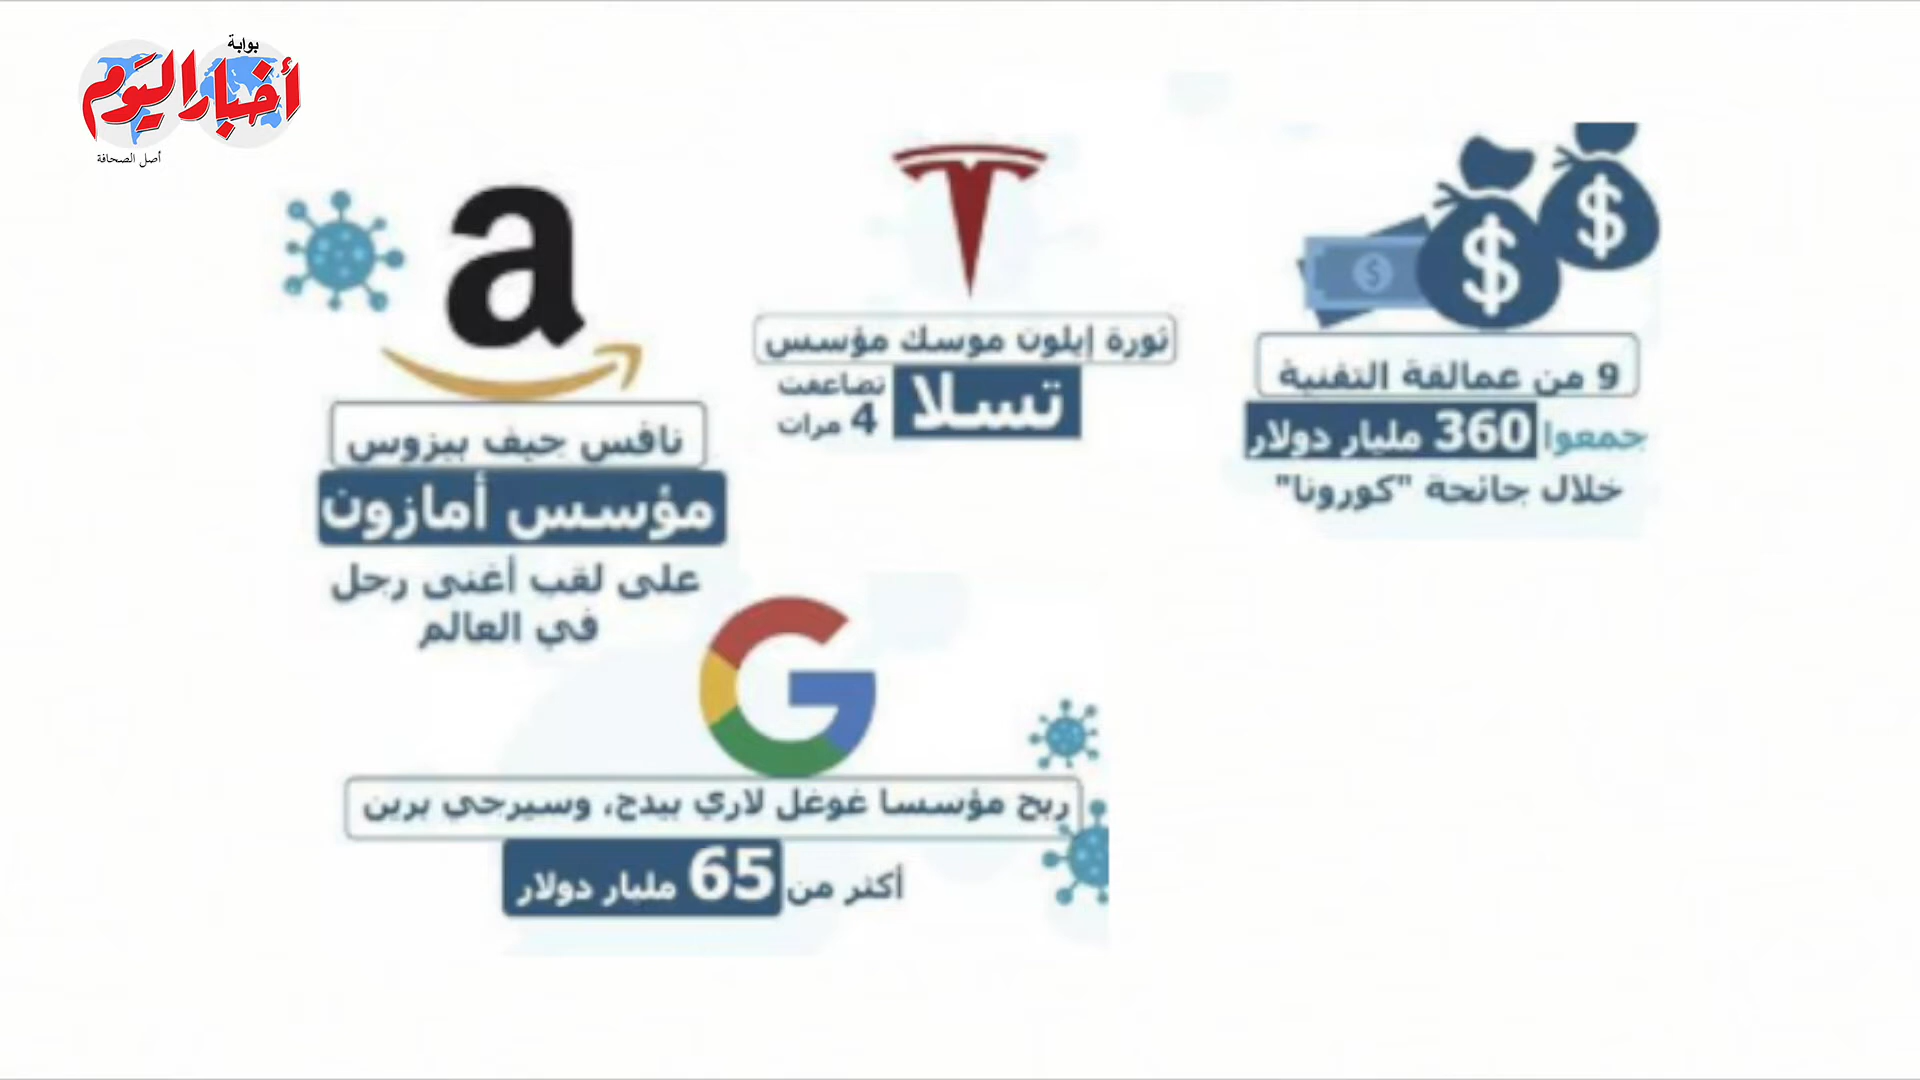 بوابة
أخبار اليوم
أصل الصحافة
9 من عمالقة التقنية
جمعوا 360 مليار دولار
خلال جائحة "كورونا"
ثورة إيلون موسك مؤسس
تسلا تضاعفت
4 مرات
a
نافس جيف بيزوس
مؤسس أمازون
على لقب أغنى رجل
في العالم
G
ربح مؤسسا غوغل لاري بيدج، وسيرجي برين
أكثر من 65 مليار دولار